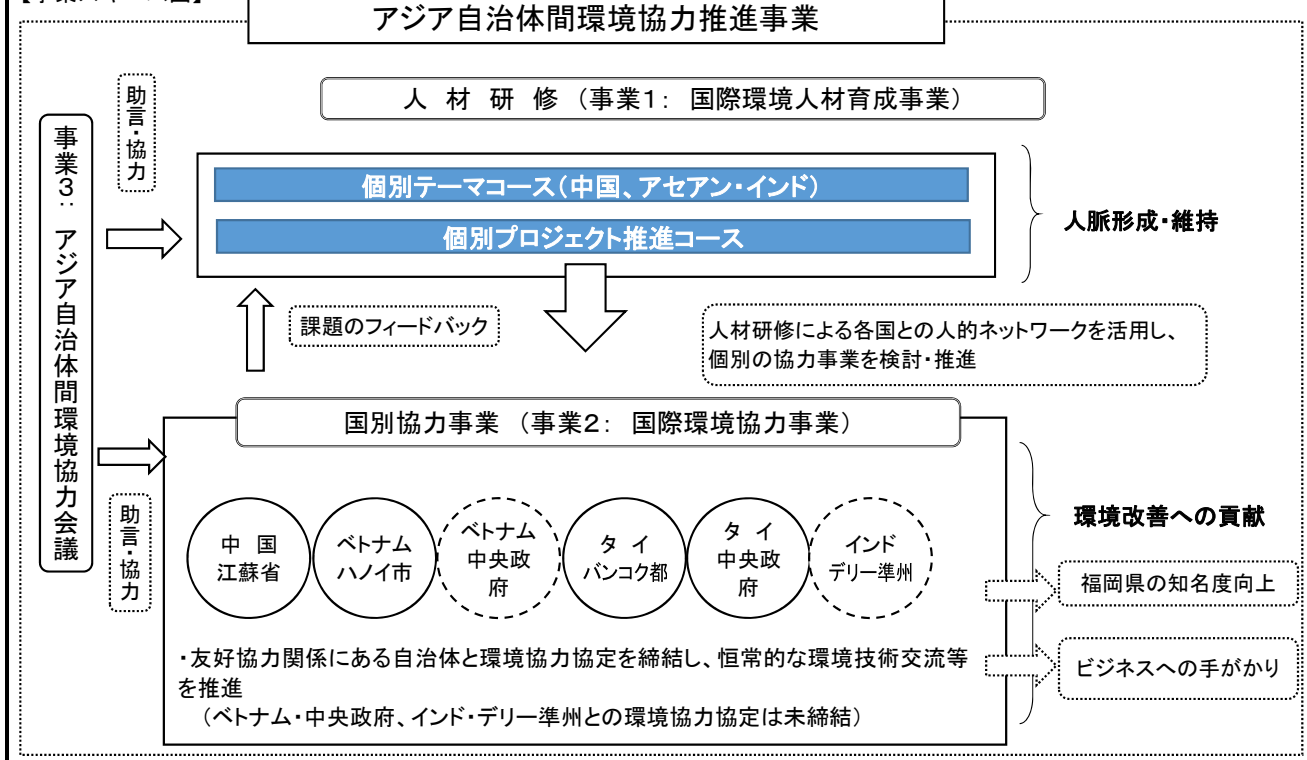 アジア自治体間環境協力推進事業
人 材 研 修 （事業１： 国際環境人材育成事業）
助言・協力
事業３： アジア自治体間環境協力会議
個別テーマコース（中国、アセアン・インド）
個別プロジェクト推進コース
人脈形成・維持
課題のフィードバック
人材研修による各国との人的ネットワークを活用し、
個別の協力事業を検討・推進
国別協力事業 （事業２： 国際環境協力事業）
助言・協力
中 国
江蘇省
ベトナム
ハノイ市
ベトナム
中央政
府
タ イ
バンコク都
タ イ
中央政
府
インド
デリー準州
環境改善への貢献
福岡県の知名度向上
ビジネスへの手がかり
・友好協力関係にある自治体と環境協力協定を締結し、恒常的な環境技術交流等
を推進
（ベトナム・中央政府、インド・デリー準州との環境協力協定は未締結）